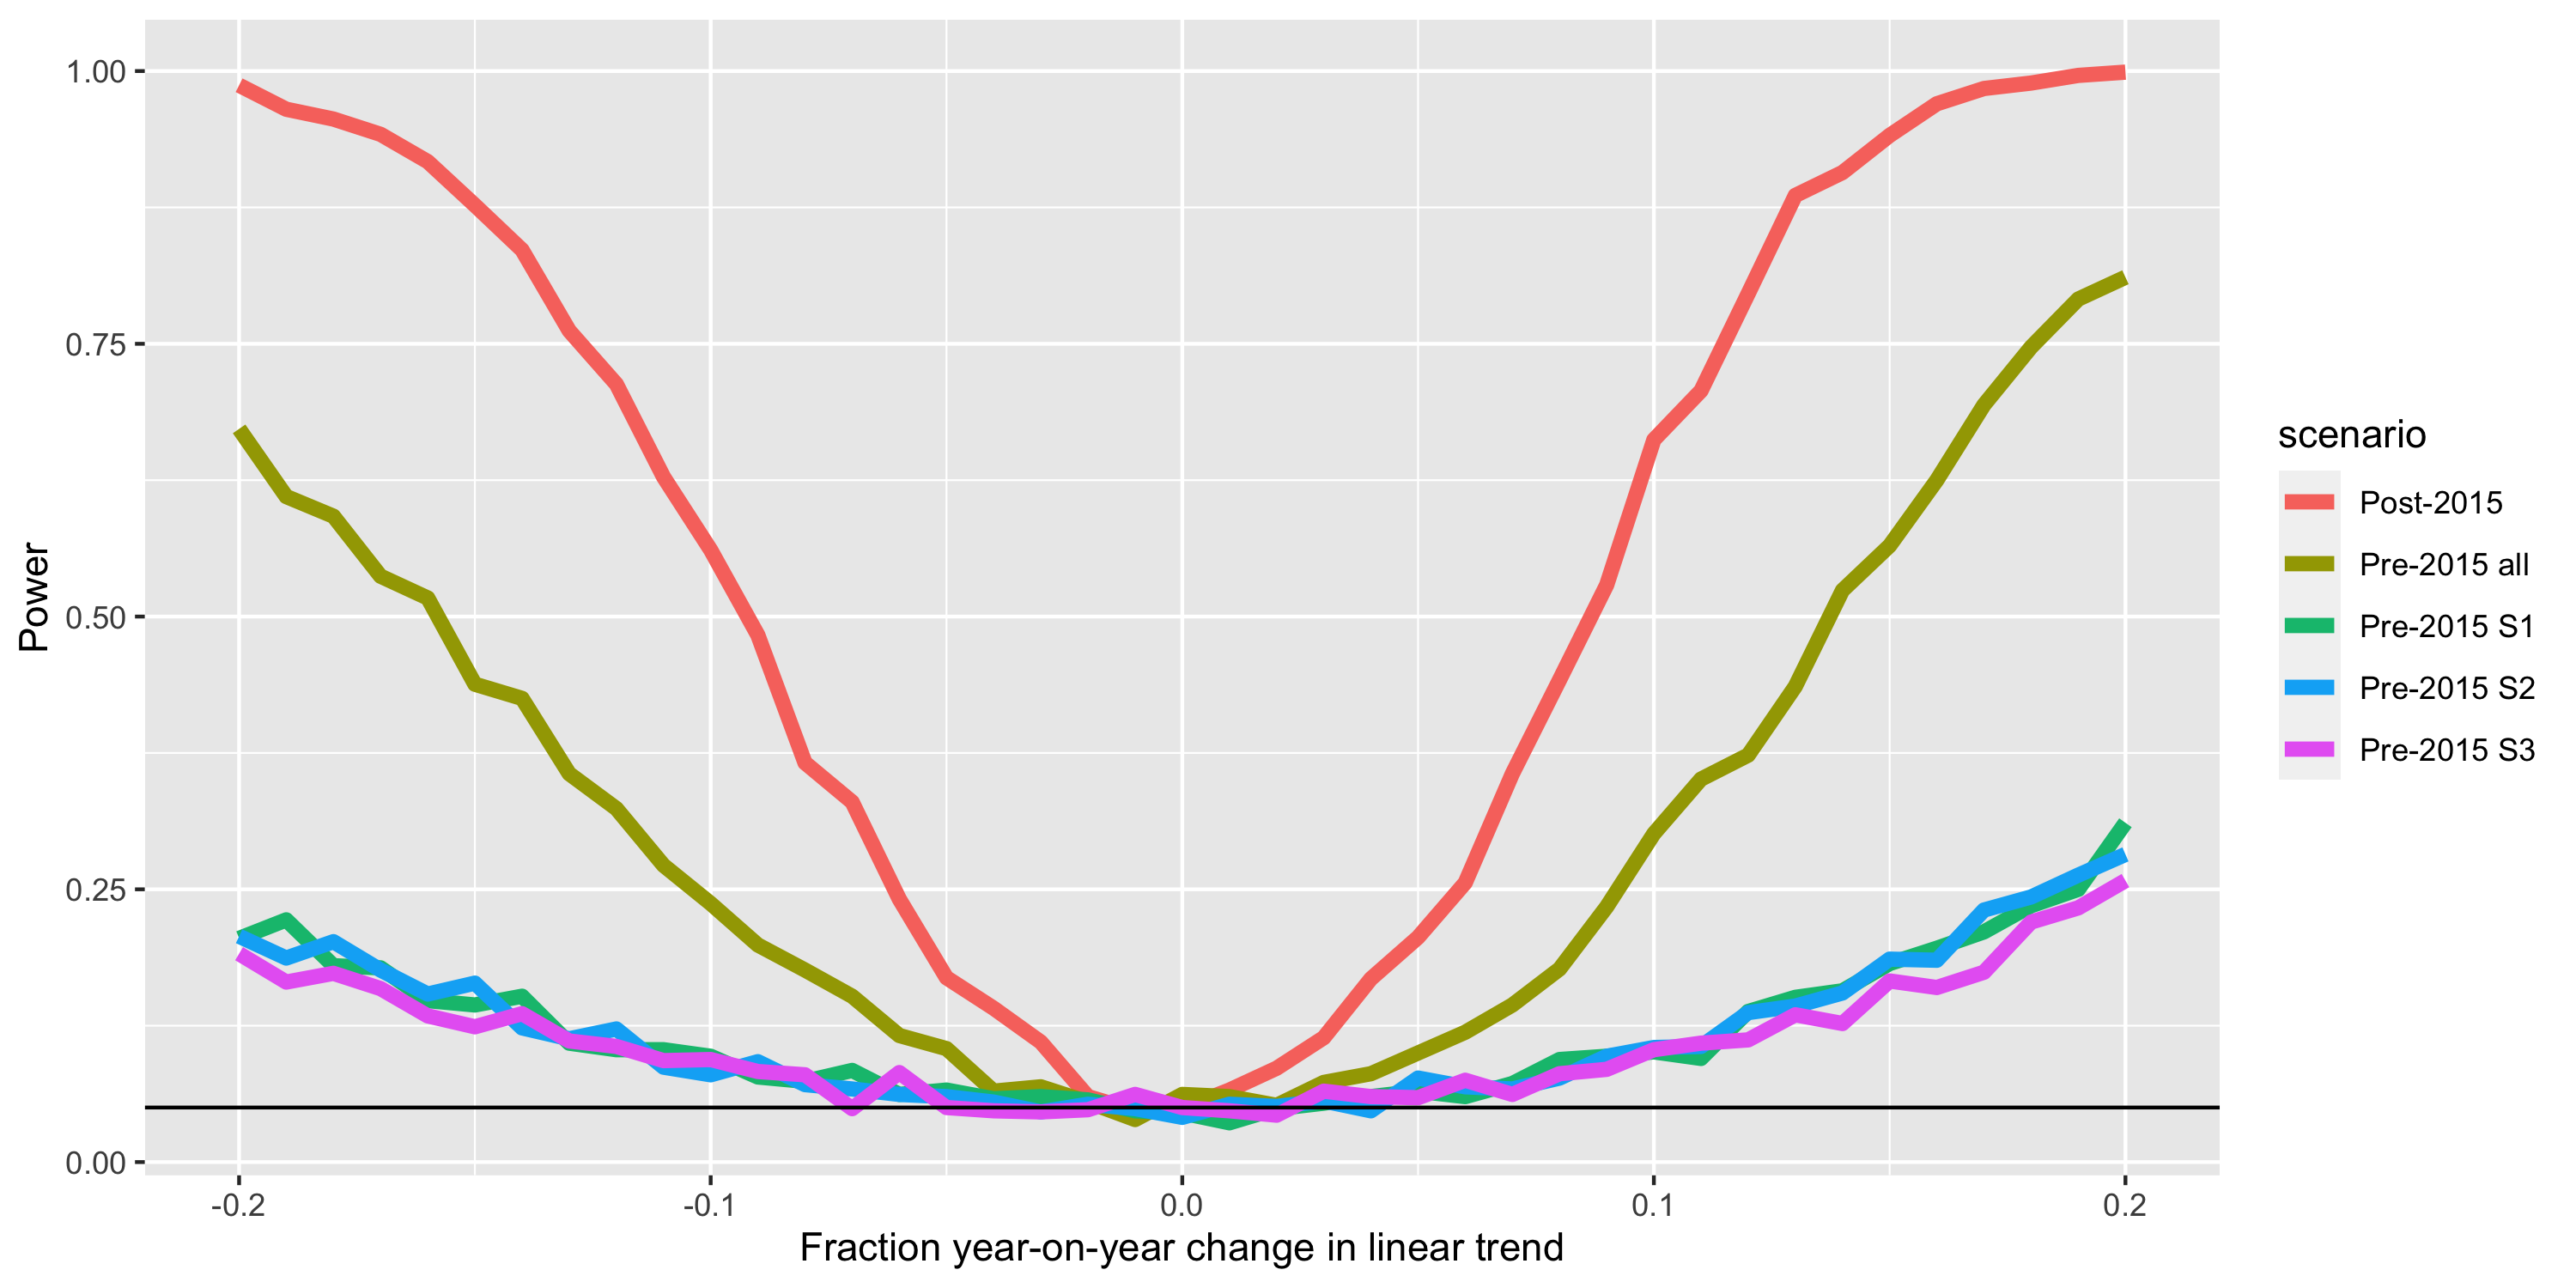 1.00
0.75
0.50
0.25
0.00
Power
-0.2
-0.1
0.0
0.1
0.2
Fraction year-on-year change in linear trend
scenario
Post-2015
Pre-2015 all
Pre-2015 S1
Pre-2015 S2
Pre-2015 S3